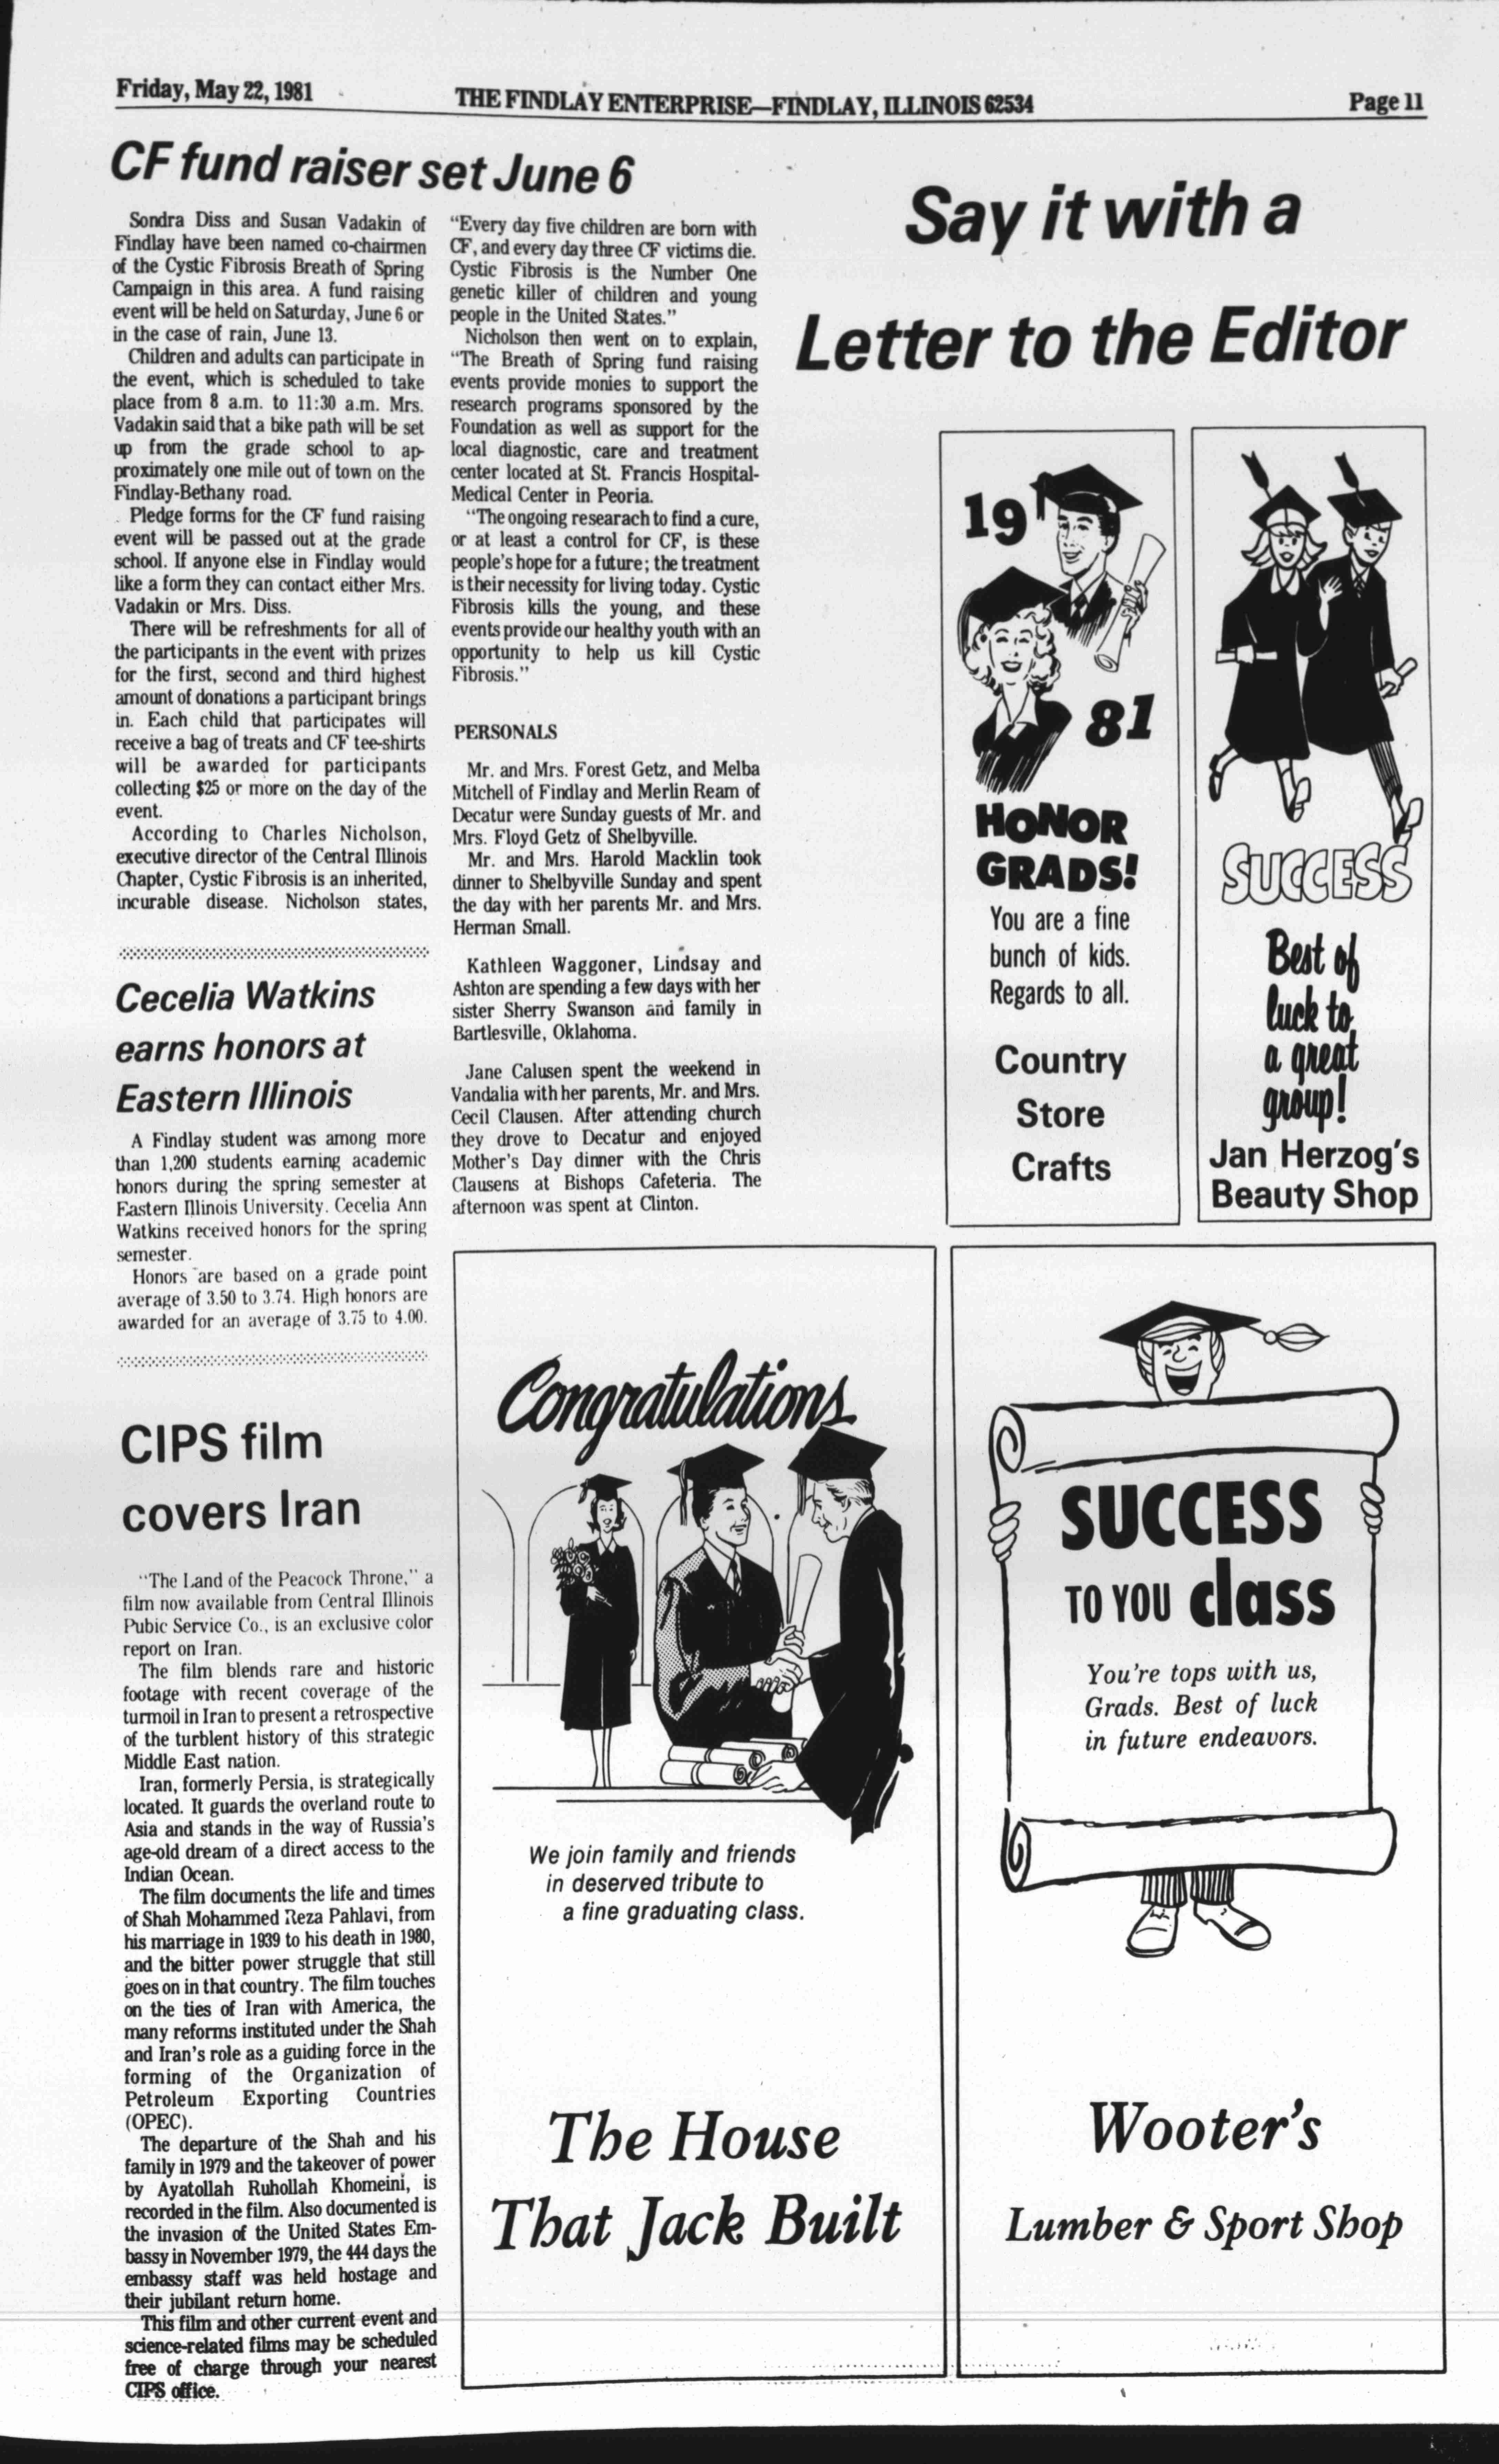 Friday, May 22, 1981
THE FINDLAY ENTERPRISE—FINDLAY, ILLINOIS 62534
Page 11
CF fund raiser set June 6
Sondra Diss and Susan Vadakin of
Findlay have been named co-chairmen
of the Cystic Fibrosis Breath of Spring
Campaign in this area. A fund raising
event will be held on Saturday, June 6 or
in the case of rain, June 13.
Children and adults can participate in
the event, which is scheduled to take
place from 8 a.m. to 11:30 a.m. Mrs.
Vadakin said that a bike path will be set
up from the grade school to ap-
proximately one mile out of town on the
Findlay-Bethany road.
Pledge forms for the CF fund raising
event will be passed out at the grade
school. If anyone else in Findlay would
like a form they can contact either Mrs.
Vadakin or Mrs. Diss.
There will be refreshments for all of
the participants in the event with prizes
for the first, second and third highest
amount of donations a participant brings
in. Each child that participates will
receive a bag of treats and CF tee-shirts
will be awarded for participants
collecting $25 or more on the day of the
event.
According to Charles Nicholson,
executive director of the Central Illinois
Chapter, Cystic Fibrosis is an inherited,
incurable disease. Nicholson states,
"Every day five children are born with
CF, and every day three CF victims die.
Cystic Fibrosis is the Number One
genetic killer of children and young
people in the United States."
Nicholson then went on to explain,
"The Breath of Spring fund raising
events provide monies to support the
research programs sponsored by the
Foundation as well as support for the
local diagnostic, care and treatment
center located at St. Francis Hospital-
Medical Center in Peoria.
"The ongoing researach to find a cure,
or at least a control for CF, is these
people's hope for a future; the treatment
is their necessity for living today. Cystic
Fibrosis kills the young, and these
events provide our healthy youth with an
opportunity to help us kill Cystic
Fibrosis."
Cecelia Watkins
earns honors at
Eastern Illinois
A Findlay student was among more
than 1,200 students earning academic
honors during the spring semester at
Eastern Illinois University. Cecelia Ann
Watkins received honors for the spring
semester.
Honors are based on a grade point
average of 3.50 to 3.74. High honors are
awarded for an average of 3.75 to 4.00.
CIPS film
covers Iran
"The Land of the Peacock Throne," a
film now available from Central Illinois
Pubic Service Co., is an exclusive color
report on Iran.
The film blends rare and historic
footage with recent coverage of the
turmoil in Iran to present a retrospective
of the turblent history of this strategic
Middle East nation.
Iran, formerly Persia, is strategically
located. It guards the overland route to
Asia and stands in the way of Russia's
age-old dream of a direct access to the
Indian Ocean.
The film documents the life and times
of Shah Mohammed Reza Pahlavi, from
his marriage in 1939 to his death in 1980,
and the bitter power struggle that still
goes on in that country. The film touches
on the ties of Iran with America, the
many reforms instituted under the Shah
and Iran's role as a guiding force in the
forming of the Organization of
Petroleum Exporting Countries
(OPEC).
The departure of the Shah and his
family in 1979 and the takeover of power
by Ayatollah Ruhollah Khomeini, is
recorded in the film. Also documented is
the invasion of the United States Em-
bassy in November 1979, the 444 days the
embassy staff was held hostage and
their jubilant return home.
This film and other current event and
science-related films may be scheduled
free of charge through your nearest
CIPS office.
PERSONALS
Mr. and Mrs. Forest Getz, and Melba
Mitchell of Findlay and Merlin Ream of
Decatur were Sunday guests of Mr. and
Mrs. Floyd Getz of Shelbyville.
Mr. and Mrs. Harold Macklin took
dinner to Shelbyville Sunday and spent
the day with her parents Mr. and Mrs.
Herman Small.
Kathleen Waggoner, Lindsay and
Ashton are spending a few days with her
sister Sherry Swanson and family in
Bartlesville, Oklahoma.
Jane Calusen spent the weekend in
Vandalia with her parents, Mr. and Mrs.
Cecil Clausen. After attending church
they drove to Decatur and enjoyed
Mother's Day dinner with the Chris
Clausens at Bishops Cafeteria. The
afternoon was spent at Clinton.
Say it with a
Letter to the Editor
19
81
HONOR
GRADS!
You are a fine
bunch of kids.
Regards to all.
Country
Store
Crafts
SUCCESS
Best of
luck to
a great
group!
Jan Herzog's
Beauty Shop
Congratulations
We join family and friends
in deserved tribute to
a fine graduating class.
The House
That Jack Built
SUCCESS
TO YOU class
You're tops with us,
Grads. Best of luck
in future endeavors.
Wooter's
Lumber & Sport Shop